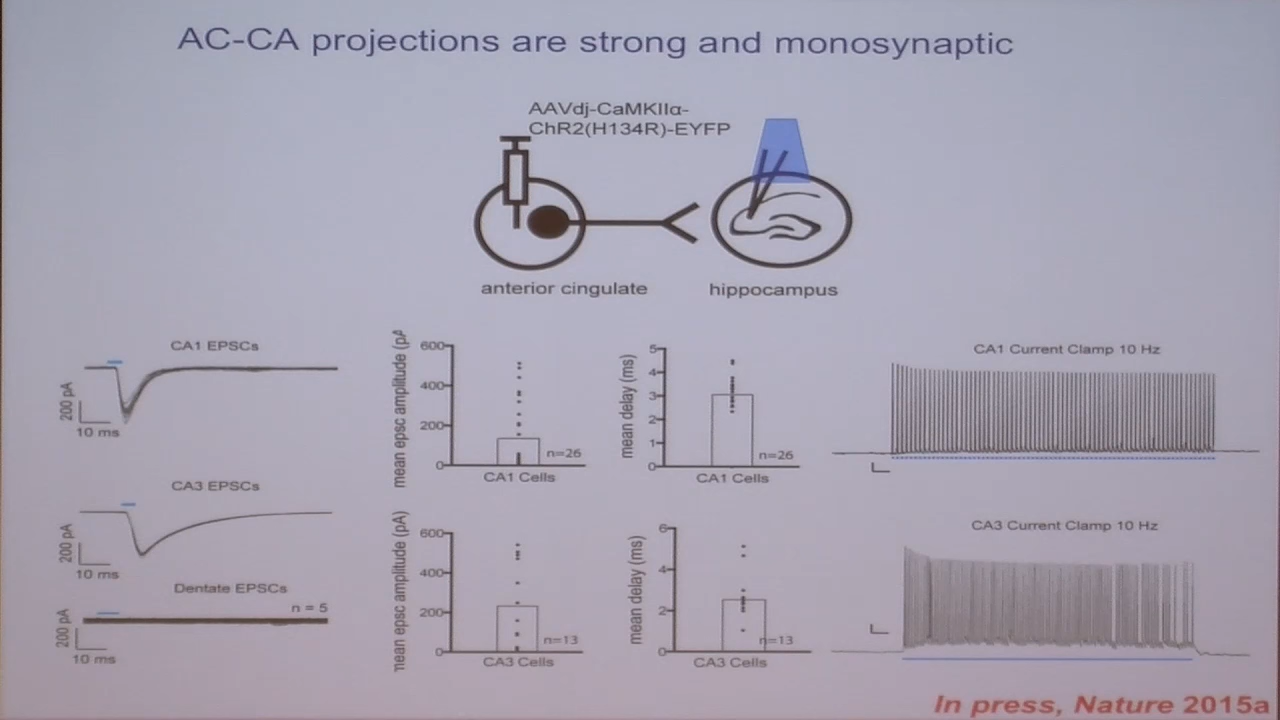 AC-CA projections are strong and monosynaptic
AAVdj-CaMKIIα-
ChR2(H134R)-EYFP
anterior cingulate
hippocampus
CA1 EPSCs
200 pA
10 ms
mean epsc amplitude (pA
600
400
200
0
n=26
CA1 Cells
mean delay (ms)
5
4
3
2
1
0
n=26
CA1 Cells
CA1 Current Clamp 10 Hz
CA3 EPSCs
200 pA
10 ms
Dentate EPSCs
n = 5
200 pA
10 ms
mean epsc amplitude (pA)
600
400
200
0
n=13
CA3 Cells
mean delay (ms)
6
4
2
0
n=13
CA3 Cells
CA3 Current Clamp 10 Hz
In press, Nature 2015a